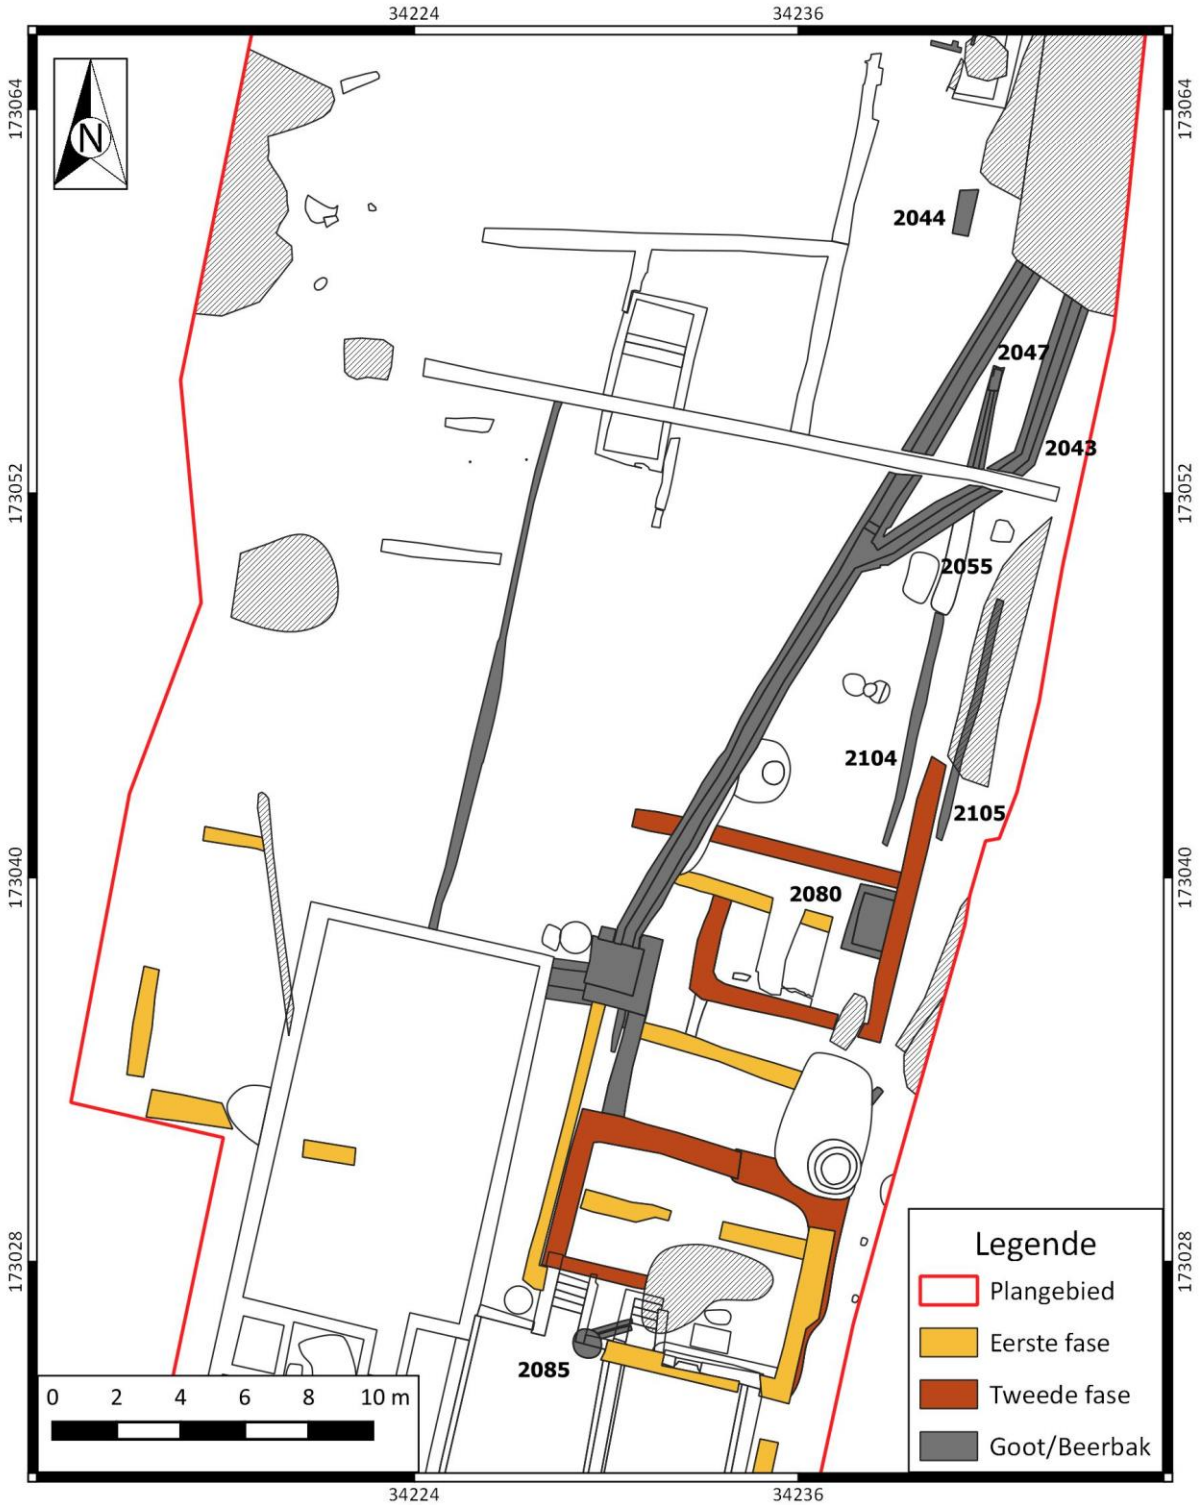 34224 34236
173064 173064
N
2044
2047
2043
173052 173052
2055
2104
2105
173040 173040
2080
173028 173028
2085
Legende
Plangebied
Eerste fase
Tweede fase
Goot/Beerbak
0 2 4 6 8 10 m
34224 34236